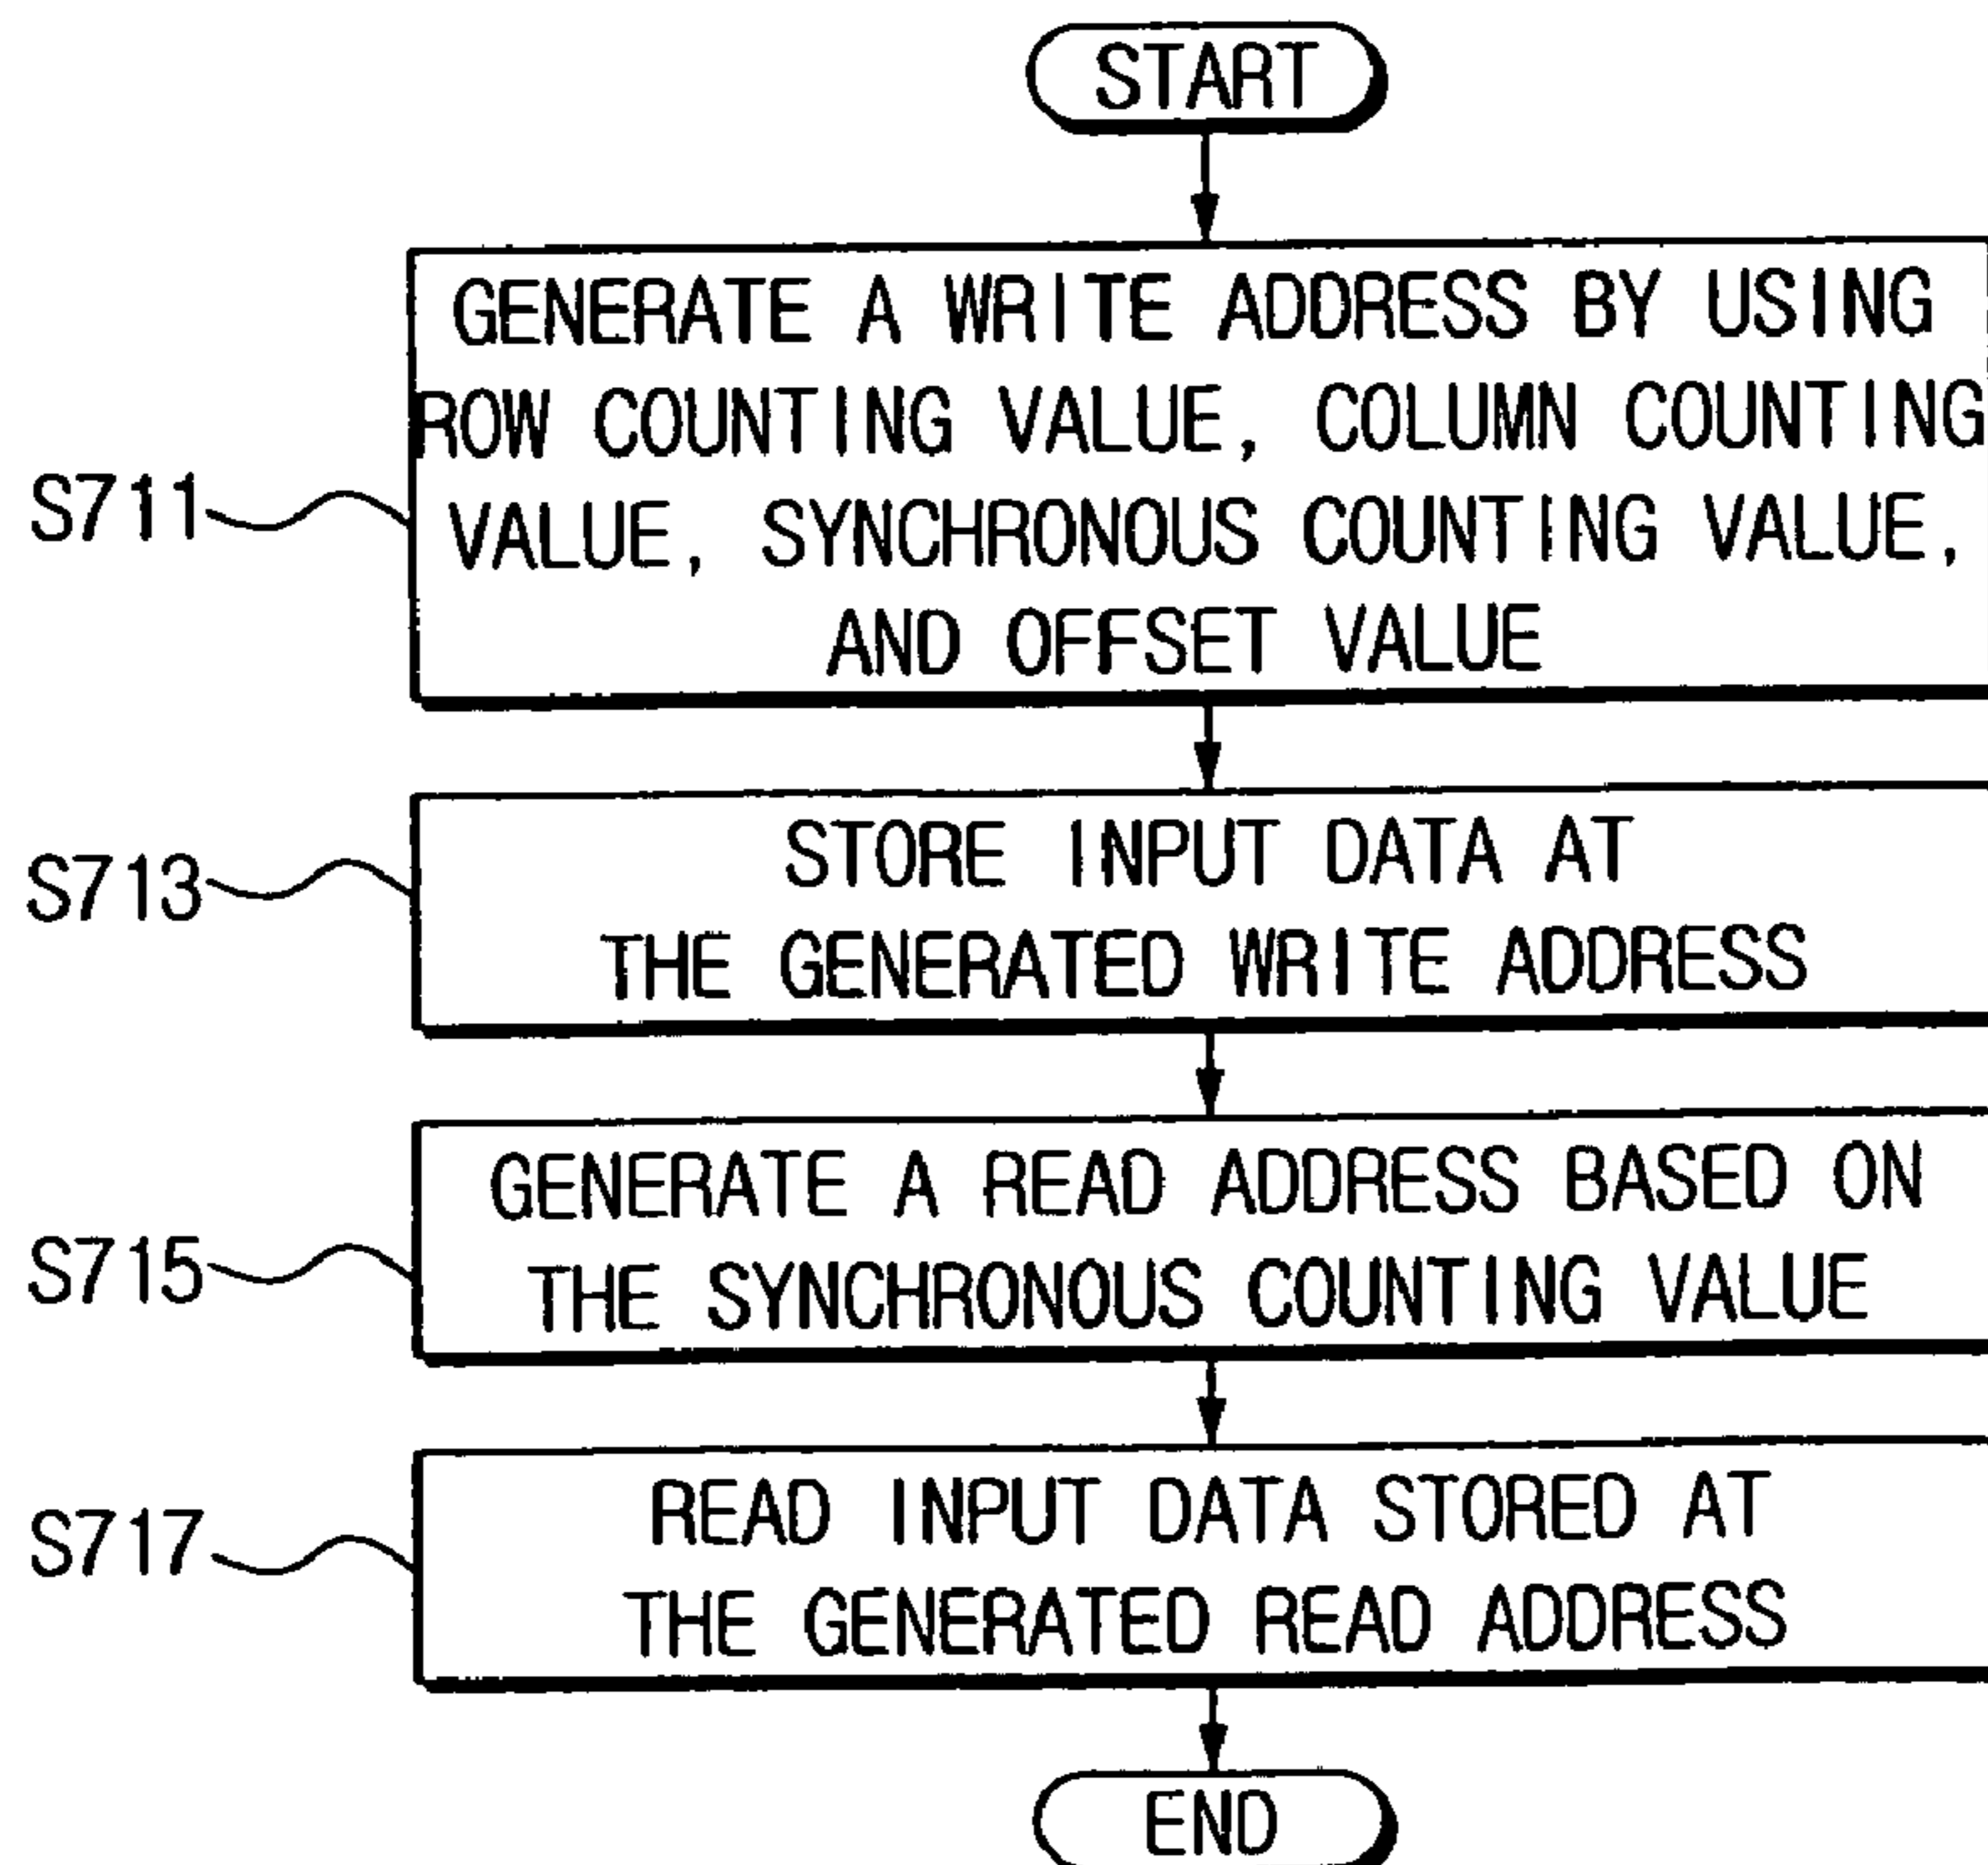 START
GENERATE A WRITE ADDRESS BY USING
ROW COUNTING VALUE, COLUMN COUNTING
S711
VALUE, SYNCHRONOUS COUNTING VALUE,
AND OFFSET VALUE
STORE INPUT DATA AT
S713
THE GENERATED WRITE ADDRESS
GENERATE A READ ADDRESS BASED ON
S715
THE SYNCHRONOUS COUNTING VALUE
READ INPUT DATA STORED AT
S717
THE GENERATED READ ADDRESS
END